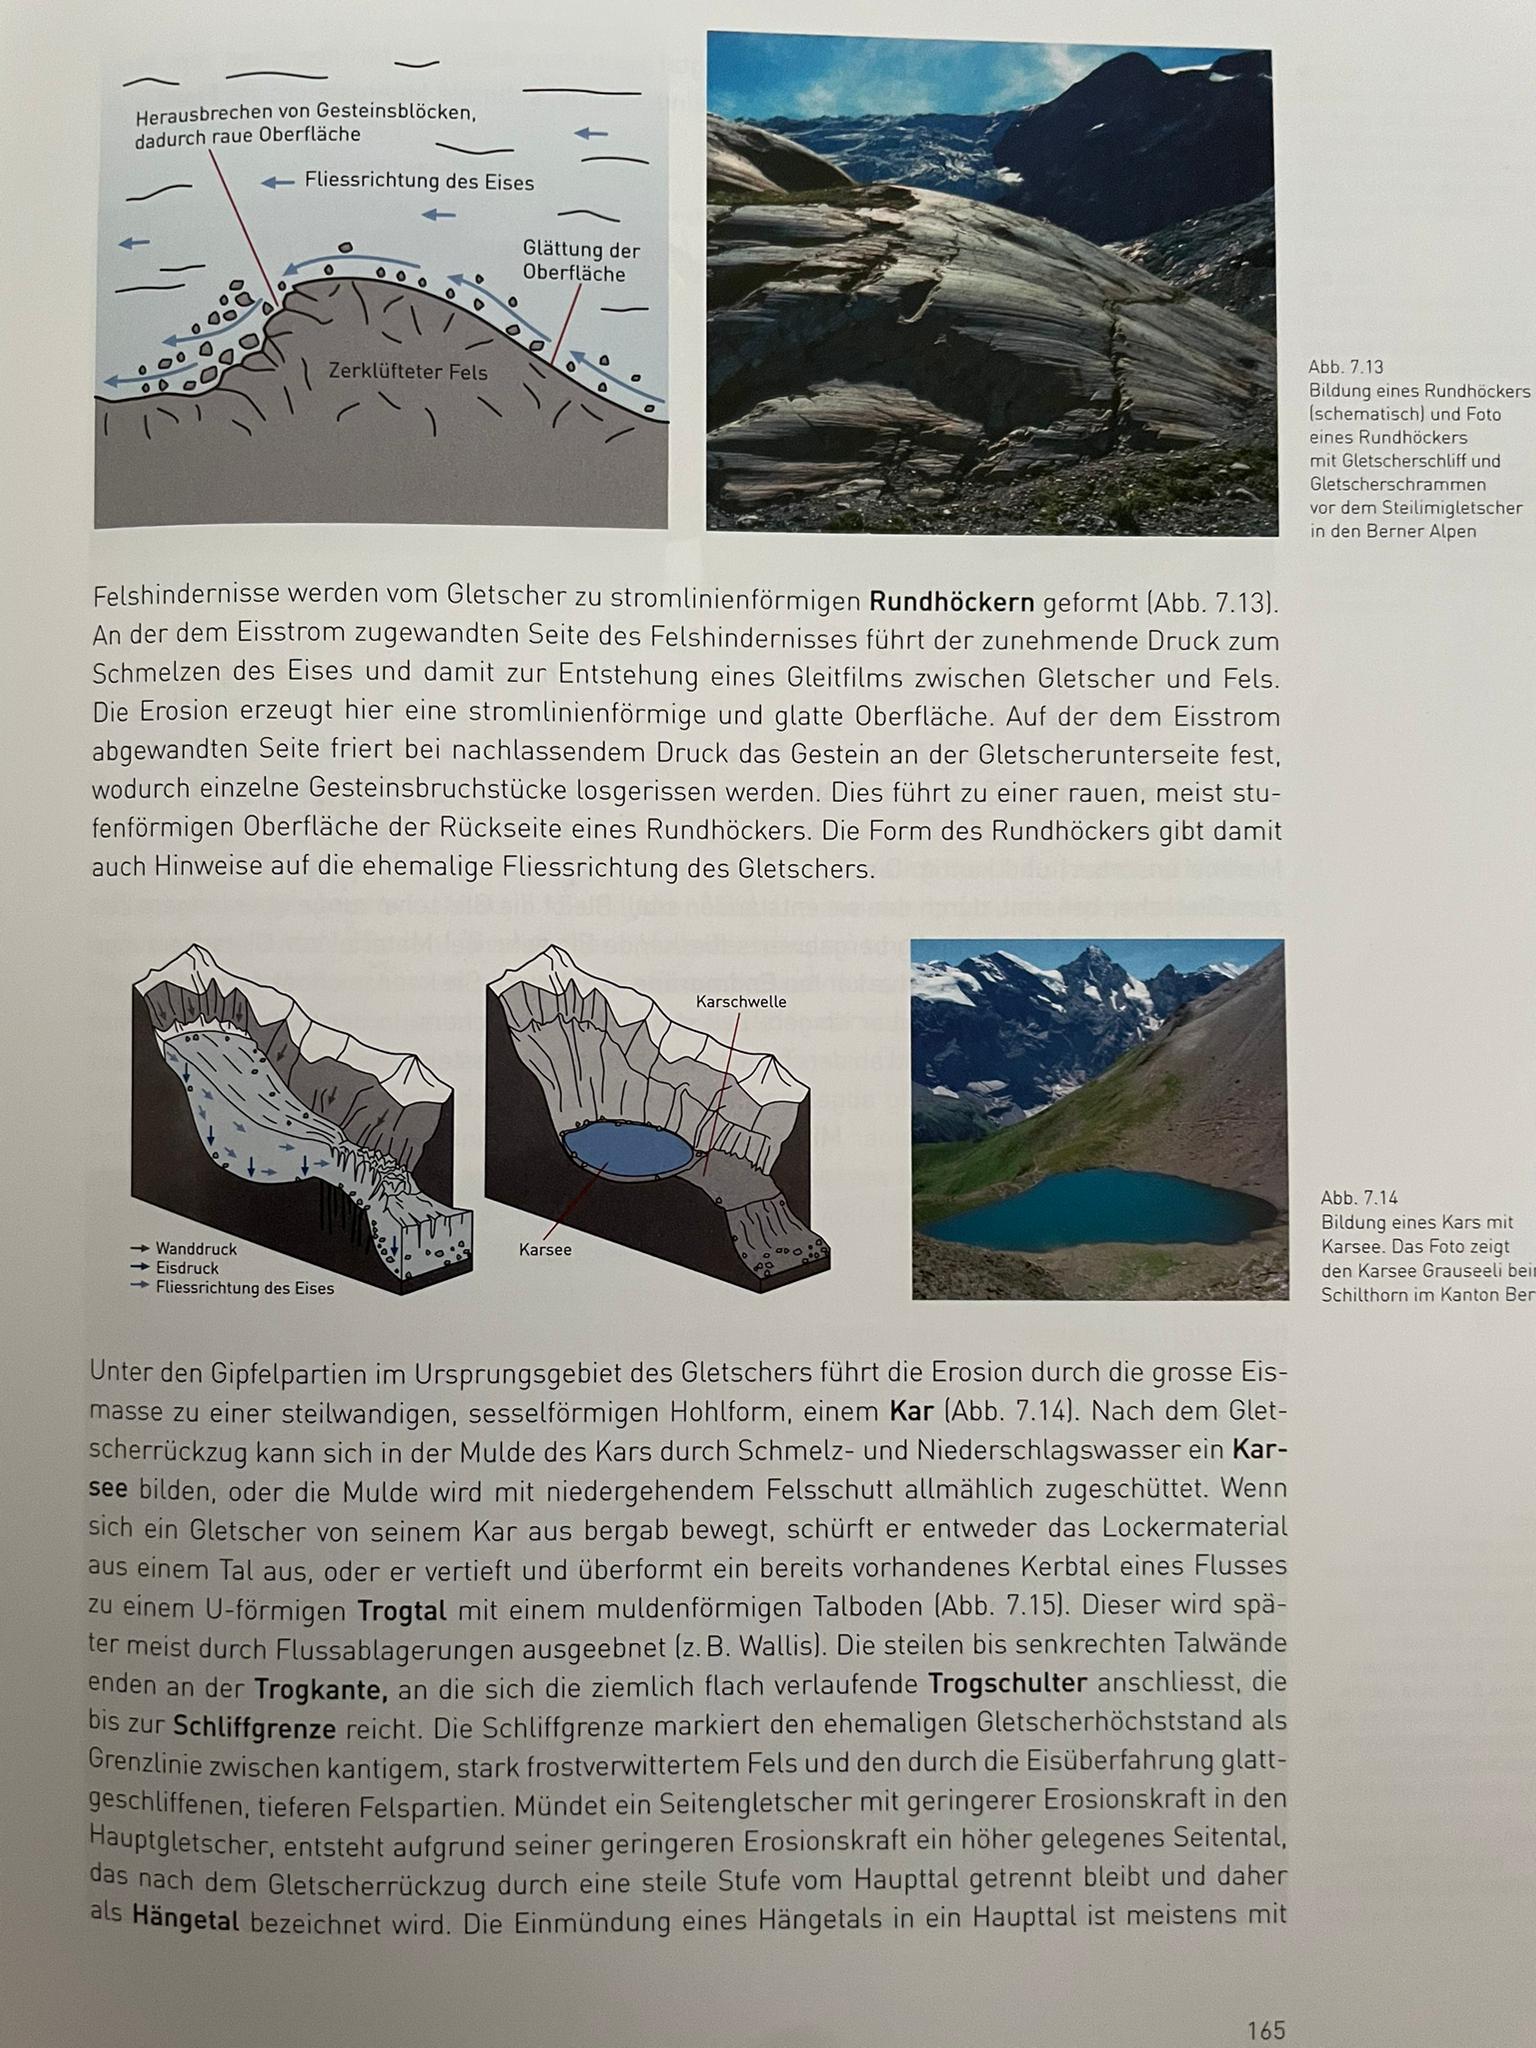 Herausbrechen von Gesteinsblöcken,
dadurch raue Oberfläche
Fliessrichtung des Eises
Glättung der
Oberfläche
Zerklüfteter Fels
Abb. 7.13
Bildung eines Rundhöckers
(schematisch) und Foto
eines Rundhöckers
mit Gletscherschliff und
Gletscherschrammen
vor dem Steilimigletscher
in den Berner Alpen
Felshindernisse werden vom Gletscher zu stromlinienförmigen Rundhöckern geformt (Abb. 7.13).
An der dem Eisstrom zugewandten Seite des Felshindernisses führt der zunehmende Druck zum
Schmelzen des Eises und damit zur Entstehung eines Gleitfilms zwischen Gletscher und Fels.
Die Erosion erzeugt hier eine stromlinienförmige und glatte Oberfläche. Auf der dem Eisstrom
abgewandten Seite friert bei nachlassendem Druck das Gestein an der Gletscherunterseite fest,
wodurch einzelne Gesteinsbruchstücke losgerissen werden. Dies führt zu einer rauen, meist stu-
fenförmigen Oberfläche der Rückseite eines Rundhöckers. Die Form des Rundhöckers gibt damit
auch Hinweise auf die ehemalige Fliessrichtung des Gletschers.
Karschwelle
Karsee
Wanddruck
Eisdruck
Fliessrichtung des Eises
Abb. 7.14
Bildung eines Kars mit
Karsee. Das Foto zeigt
den Karsee Grauseeli bei
Schilthorn im Kanton Ber
Unter den Gipfelpartien im Ursprungsgebiet des Gletschers führt die Erosion durch die grosse Eis-
masse zu einer steilwandigen, sesselförmigen Hohlform, einem Kar (Abb. 7.14). Nach dem Glet-
scherrückzug kann sich in der Mulde des Kars durch Schmelz- und Niederschlagswasser ein Kar-
see bilden, oder die Mulde wird mit niedergehendem Felsschutt allmählich zugeschüttet. Wenn
sich ein Gletscher von seinem Kar aus bergab bewegt, schürft er entweder das Lockermaterial
aus einem Tal aus, oder er vertieft und überformt ein bereits vorhandenes Kerbtal eines Flusses
zu einem U-förmigen Trogtal mit einem muldenförmigen Talboden (Abb. 7.15). Dieser wird spä-
ter meist durch Flussablagerungen ausgeebnet (z. B. Wallis). Die steilen bis senkrechten Talwände
enden an der Trogkante, an die sich die ziemlich flach verlaufende Trogschulter anschliesst, die
bis zur Schliffgrenze reicht. Die Schliffgrenze markiert den ehemaligen Gletscherhöchststand als
Grenzlinie zwischen kantigem, stark frostverwittertem Fels und den durch die Eisüberfahrung glatt-
geschliffenen, tieferen Felspartien. Mündet ein Seitengletscher mit geringerer Erosionskraft in den
Hauptgletscher, entsteht aufgrund seiner geringeren Erosionskraft ein höher gelegenes Seitental,
das nach dem Gletscherrückzug durch eine steile Stufe vom Haupttal getrennt bleibt und daher
als Hängetal bezeichnet wird. Die Einmündung eines Hängetals in ein Haupttal ist meistens mit
165